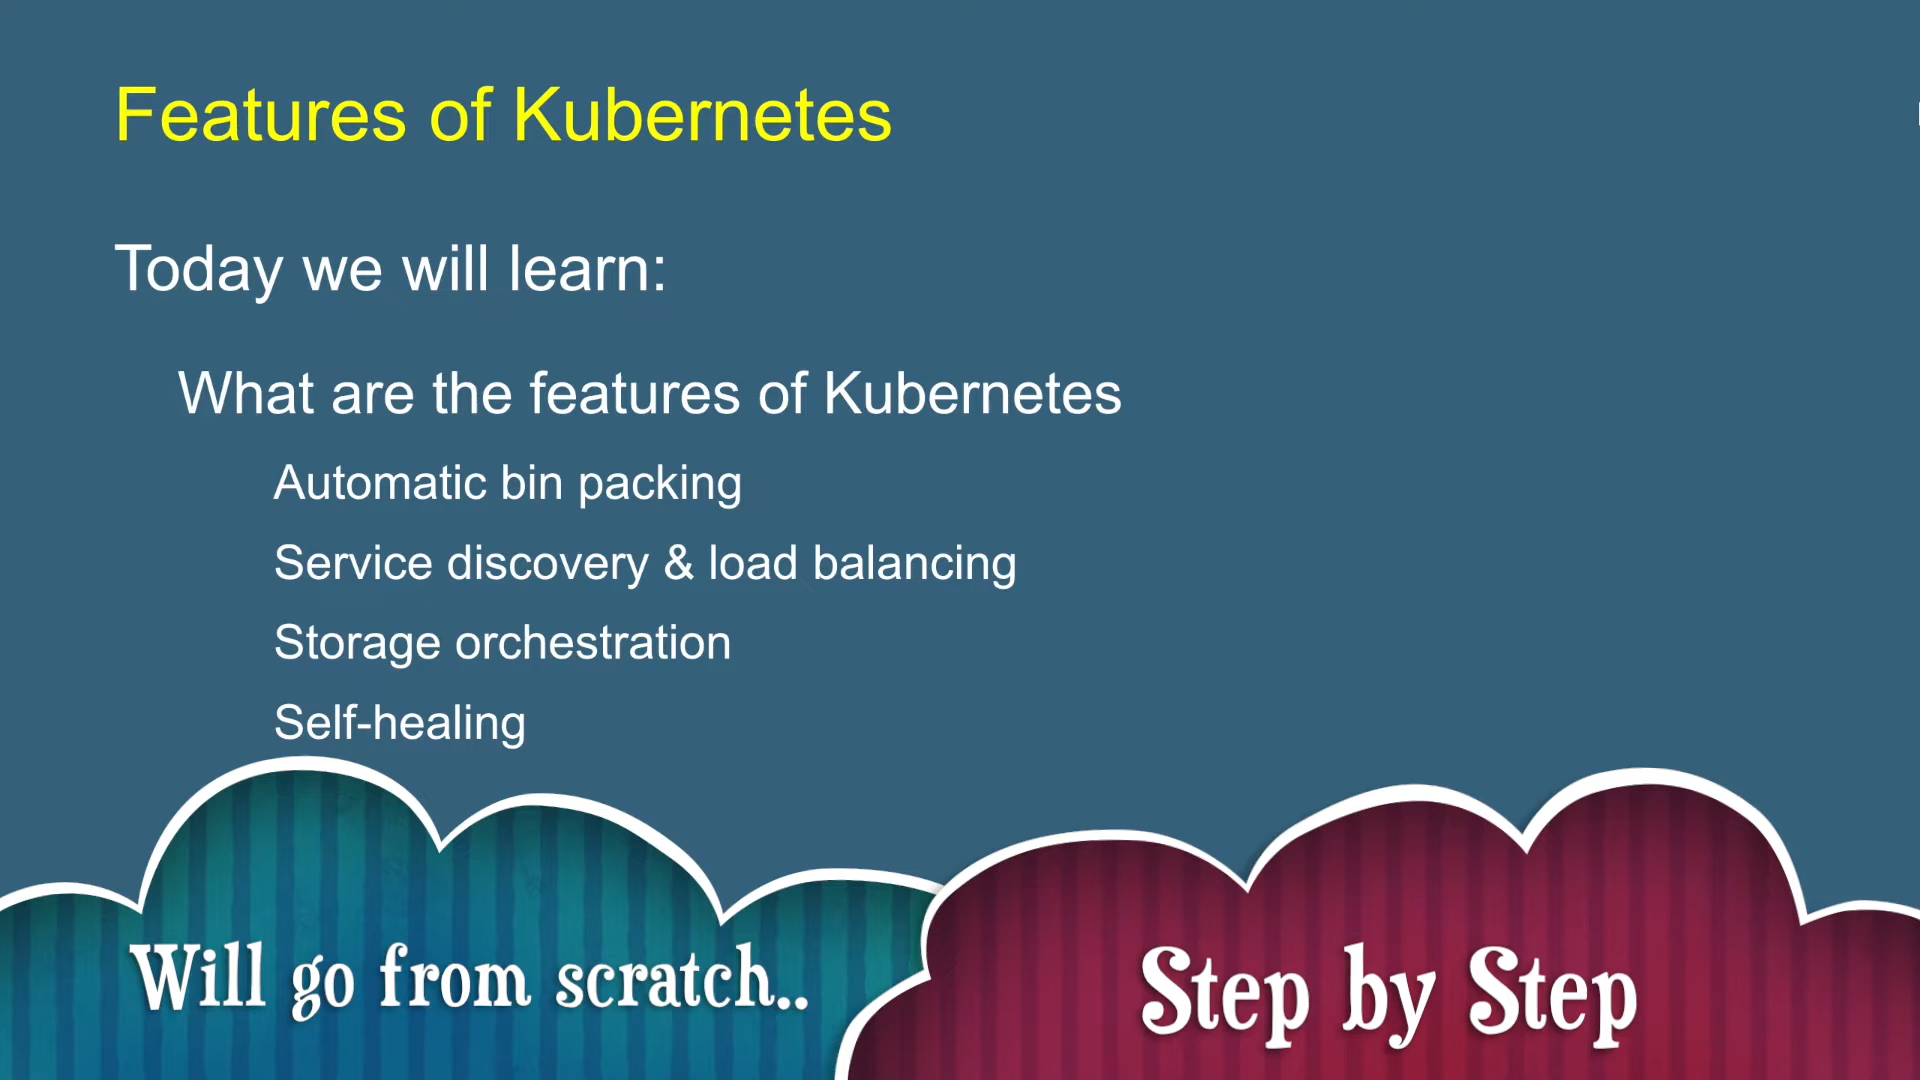 Features of Kubernetes
Today we will learn:
What are the features of Kubernetes
Automatic bin packing
Service discovery & load balancing
Storage orchestration
Self-healing
Will go from scratch..
Step by Step